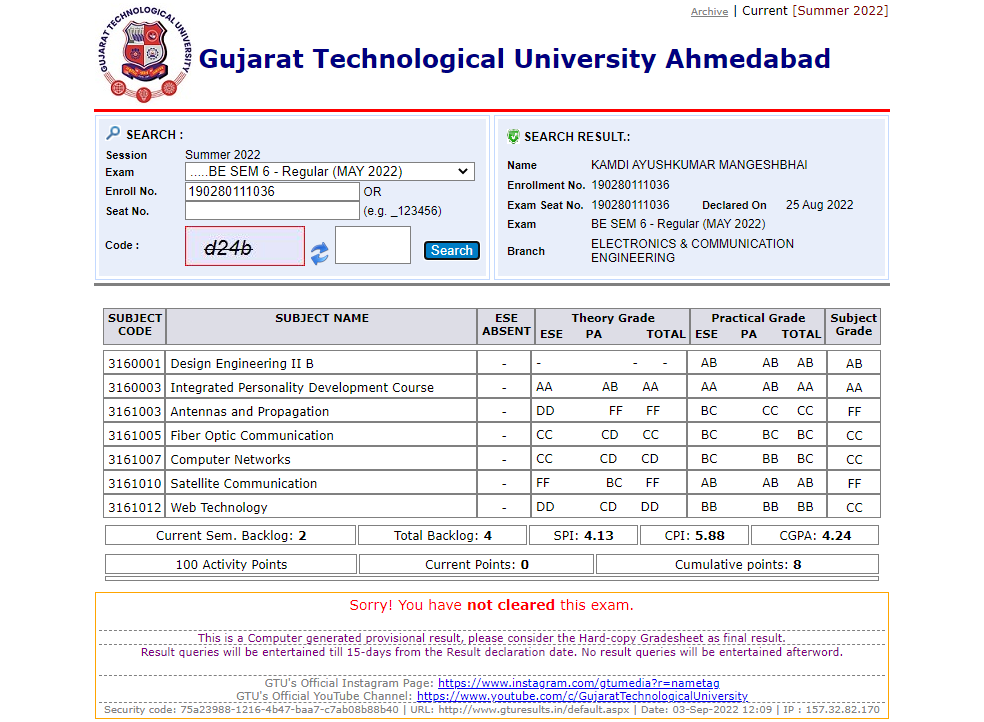 Archive | Current [Summer 2022]
GUJARAT TECHNOLOGICAL UNIVERSITY
Gujarat Technological University Ahmedabad
SEARCH :
Session Summer 2022
Exam .....BE SEM 6 - Regular (MAY 2022)
Enroll No. 190280111036 OR
Seat No. (e.g. _123456)
Code : d24b Search
SEARCH RESULT.:
Name KAMDI AYUSHKUMAR MANGESHBHAI
Enrollment No. 190280111036
Exam Seat No. 190280111036 Declared On 25 Aug 2022
Exam BE SEM 6 - Regular (MAY 2022)
Branch ELECTRONICS & COMMUNICATION
ENGINEERING
SUBJECT CODE SUBJECT NAME ESE ABSENT Theory Grade ESE PA TOTAL Practical Grade ESE PA TOTAL Subject Grade
3160001 Design Engineering II B - - - - AB AB AB AB
3160003 Integrated Personality Development Course - AA AB AA AA AB AA AA
3161003 Antennas and Propagation - DD FF FF BC CC CC FF
3161005 Fiber Optic Communication - CC CD CC BC BC BC CC
3161007 Computer Networks - CC CD CD BC BB BC CC
3161010 Satellite Communication - FF BC FF AB AB AB FF
3161012 Web Technology - DD CD DD BB BB BB CC
Current Sem. Backlog: 2 Total Backlog: 4 SPI: 4.13 CPI: 5.88 CGPA: 4.24
100 Activity Points Current Points: 0 Cumulative points: 8
Sorry! You have not cleared this exam.
This is a Computer generated provisional result, please consider the Hard-copy Gradesheet as final result.
Result queries will be entertained till 15-days from the Result declaration date. No result queries will be entertained afterword.
GTU's Official Instagram Page: https://www.instagram.com/gtumedia?r=nametag
GTU's Official YouTube Channel: https://www.youtube.com/c/GujaratTechnologicalUniversity
Security code: 75a23988-1216-4b47-baa7-c7ab08b88b40 | URL: http://www.gturesults.in/default.aspx | Date: 03-Sep-2022 12:09 | IP : 157.32.82.170